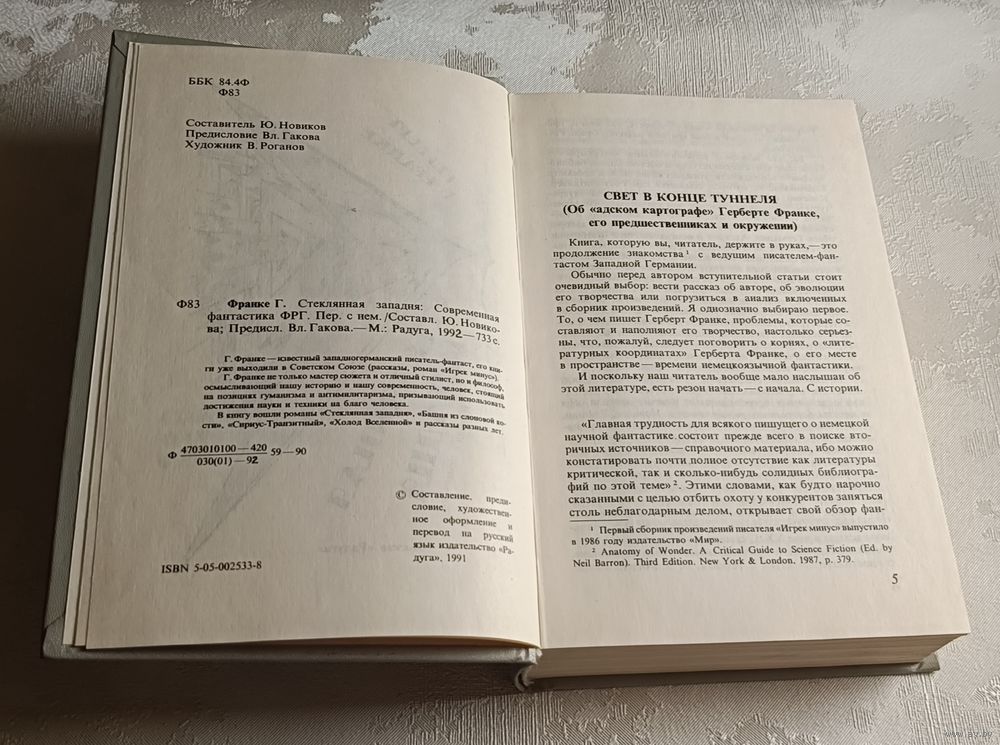 ББК 84.4Ф
Ф83
Составитель Ю. Новиков
Предисловие Вл. Гакова
Художник В. Роганов
Ф83 Франке Г. Стеклянная западня: Современная
фантастика ФРГ. Пер. с нем. /Составл. Ю. Новико-
ва; Предисл. Вл. Гакова.— М.: Радуга, 1992—733 с.
Г. Франке—известный западногерманский писатель-фантаст, его кни-
ги уже выходили в Советском Союзе (рассказы, роман «Игрек минус»).
Г. Франке не только мастер сюжета и отличный стилист, но и философ,
осмысливающий нашу историю и нашу современность, человек, стоящий
на позициях гуманизма и антимилитаризма, призывающий использовать
достижения науки и техники на благо человека.
В книгу вошли романы «Стеклянная западня», «Башня из слоновой ко-
сти», «Сириус-Транзитный», «Холод Вселенной» и рассказы разных лет.
Ф 4703010100—420 59—90
030(01)—92
© Составление, преди-
словие, художествен-
ное оформление и
перевод на русский
язык издательство «Ра-
дуга», 1991
ISBN 5-05-002533-8
СВЕТ В КОНЦЕ ТУННЕЛЯ
(Об «адском картографе» Герберте Франке,
его предшественниках и окружении)
Книга, которую вы, читатель, держите в руках,—это
продолжение знакомства¹ с ведущим писателем-фан-
тастом Западной Германии.
Обычно перед автором вступительной статьи стоит
очевидный выбор: вести рассказ об авторе, об эволюции
его творчества или погрузиться в анализ включенных
в сборник произведений. Я однозначно выбираю первое.
То, о чем пишет Герберт Франке, проблемы, которые со-
ставляют и наполняют его творчество, настолько серьез-
ны, что, пожалуй, следует поговорить о корнях, о «лите-
ратурных координатах» Герберта Франке, о его месте
в пространстве—времени немецкоязычной фантастики.
И поскольку наш читатель вообще мало наслышан об
этой литературе, есть резон начать—с начала. С истории.
«Главная трудность для всякого пишущего о немецкой
научной фантастике состоит прежде всего в поиске вто-
ричных источников—справочного материала, ибо можно
констатировать почти полное отсутствие как литературы
критической, так и сколько-нибудь солидных библиогра-
фий по этой теме»². Этими словами, как будто нарочно
сказанными с целью отбить охоту у конкурентов заняться
столь неблагодарным делом, открывает свой обзор фан-
¹ Первый сборник произведений писателя «Игрек минус» выпустило
в 1986 году издательство «Мир».
² Anatomy of Wonder. A Critical Guide to Science Fiction (Ed. by
Neil Barron). Third Edition. New York & London, 1987, p. 379.
5
www.ay.by